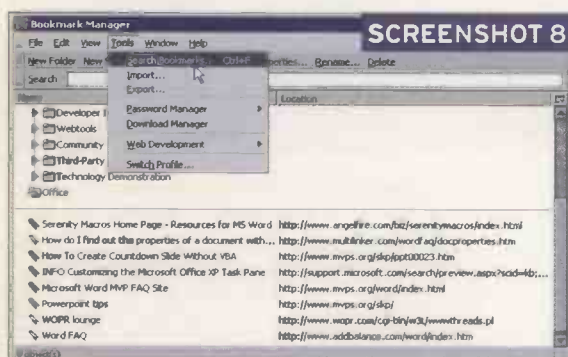 Bookmark Manager
SCREENSHOT 8
File Edit View Tools Window Help
New Folder New Properties... Rename... Delete
Search Bookmarks... Ctrl+F
Search
Import...
Export...
Name Location
Password Manager
Download Manager
Web Development
Switch Profile...
Developer I
Webtools
Community
Third-Party
Technology Demonstration
Office
Serenity Macros Home Page - Resources for MS Word http://www.angelfire.com/biz/serenitymacros/index.html
How do I find out the properties of a document with... http://www.multilinker.com/wordfaq/docproperties.htm
How To Create Countdown Slide Without VBA http://www.mvps.org/skp/ppt00023.htm
INFO Customizing the Microsoft Office XP Task Pane http://support.microsoft.com/search/preview.aspx?scid=kb;...
Microsoft Word MVP FAQ Site http://www.mvps.org/word/index.html
Powerpoint tips http://www.mvps.org/skp/
WOPR lounge http://www.wopr.com/cgi-bin/w3t/wwwthreads.pl
Word FAQ http://www.addbalance.com/word/index.htm
object(s)